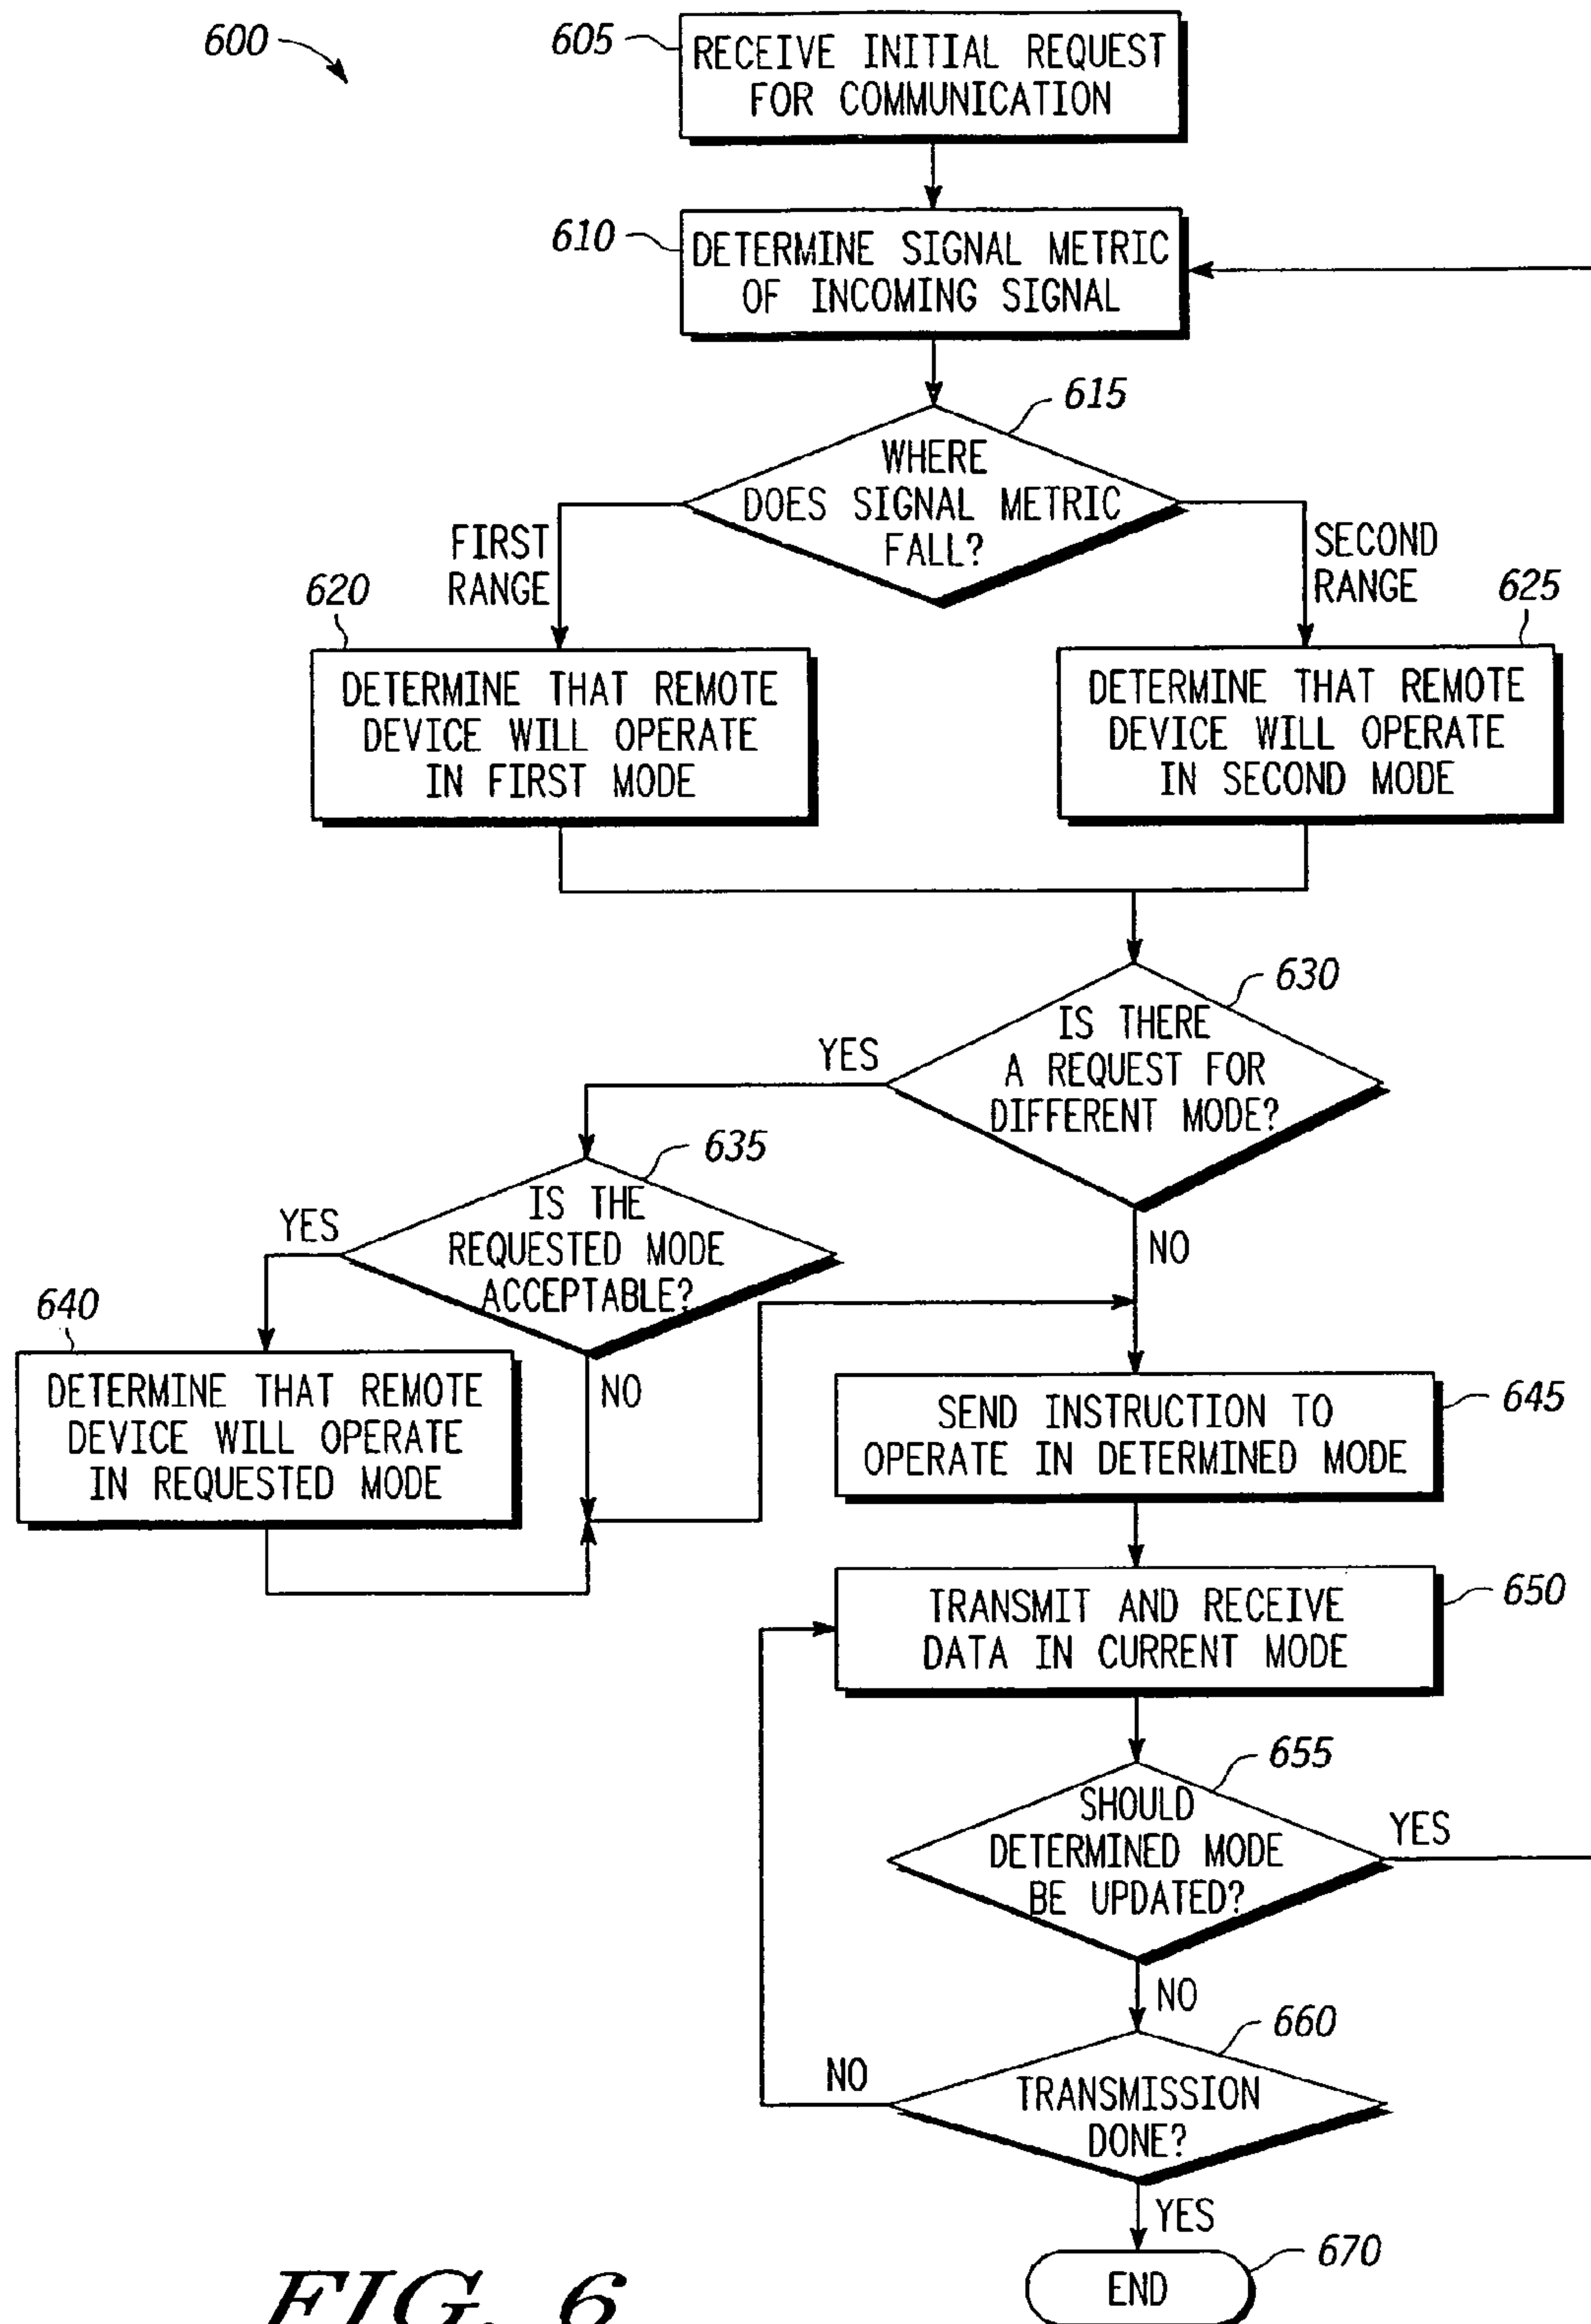 600
605
RECEIVE INITIAL REQUEST
FOR COMMUNICATION
610
DETERMINE SIGNAL METRIC
OF INCOMING SIGNAL
615
WHERE
DOES SIGNAL METRIC
FALL?
FIRST
RANGE
SECOND
RANGE
620
DETERMINE THAT REMOTE
DEVICE WILL OPERATE
IN FIRST MODE
625
DETERMINE THAT REMOTE
DEVICE WILL OPERATE
IN SECOND MODE
630
IS THERE
A REQUEST FOR
DIFFERENT MODE?
YES
NO
635
IS THE
REQUESTED MODE
ACCEPTABLE?
YES
NO
640
DETERMINE THAT REMOTE
DEVICE WILL OPERATE
IN REQUESTED MODE
645
SEND INSTRUCTION TO
OPERATE IN DETERMINED MODE
650
TRANSMIT AND RECEIVE
DATA IN CURRENT MODE
655
SHOULD
DETERMINED MODE
BE UPDATED?
YES
NO
660
TRANSMISSION
DONE?
NO
YES
670
END
FIG. 6